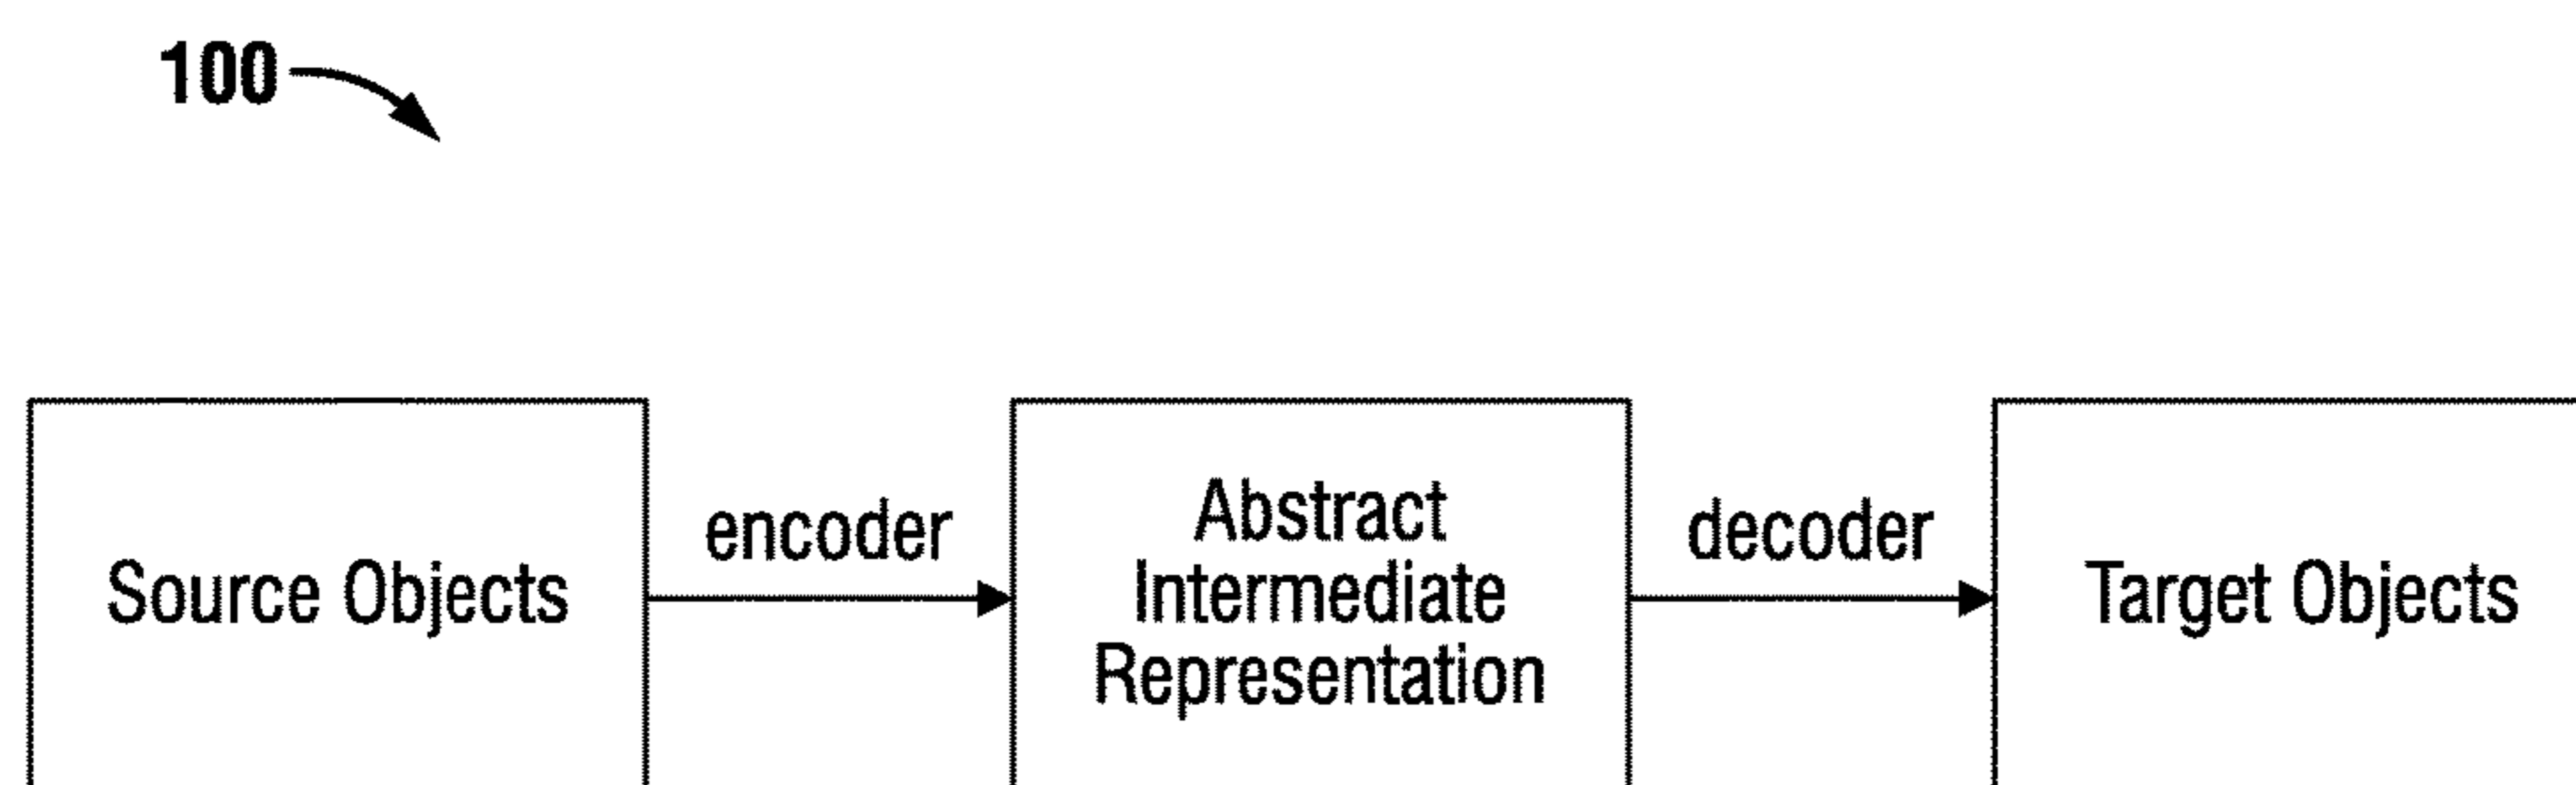 100
Source Objects
encoder
Abstract
Intermediate
Representation
decoder
Target Objects